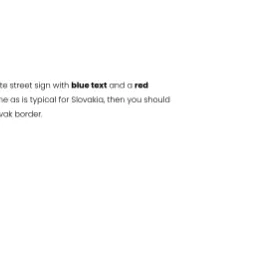 te street sign with blue text and a red
ne as is typical for Slovakia, then you should
vak border.